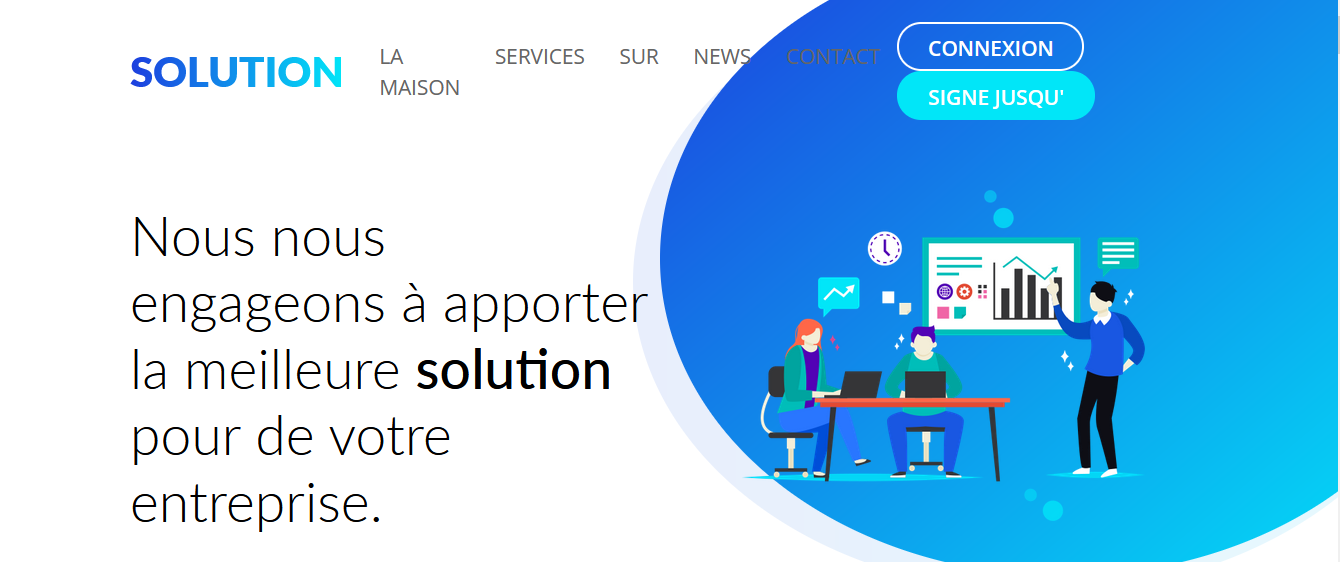 SOLUTION
LA
MAISON
SERVICES
SUR
NEWS
CONTACT
CONNEXION
SIGNE JUSQU'
Nous nous
engageons à apporter
la meilleure solution
pour de votre
entreprise.